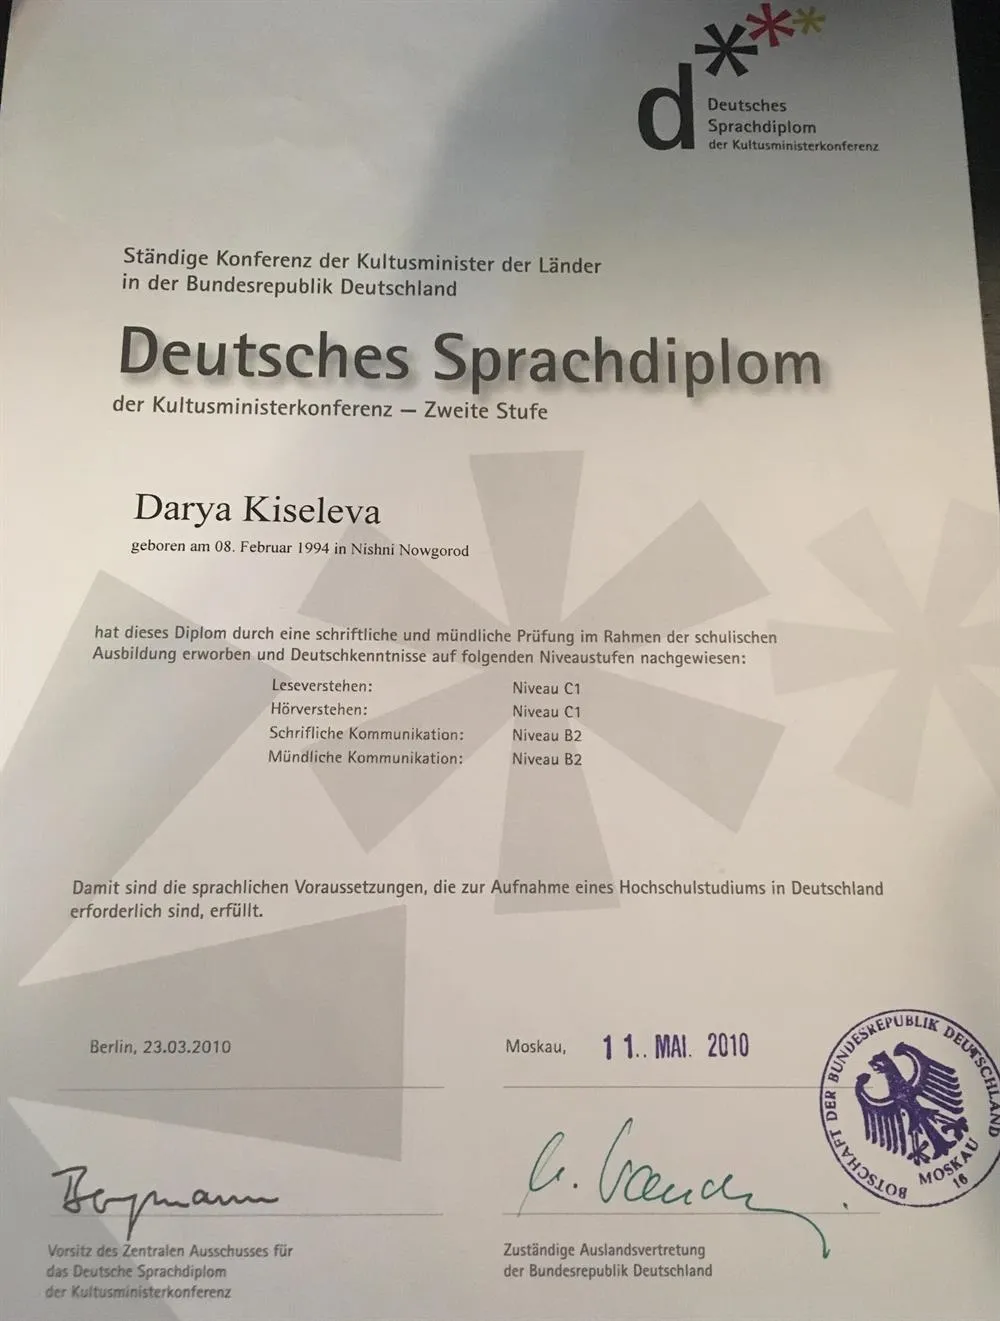 d
Deutsches
Sprachdiplom
der Kultusministerkonferenz
Ständige Konferenz der Kultusminister der Länder
in der Bundesrepublik Deutschland
Deutsches Sprachdiplom
der Kultusministerkonferenz – Zweite Stufe
Darya Kiseleva
geboren am 08. Februar 1994 in Nishni Nowgorod
hat dieses Diplom durch eine schriftliche und mündliche Prüfung im Rahmen der schulischen
Ausbildung erworben und Deutschkenntnisse auf folgenden Niveaustufen nachgewiesen:
Leseverstehen: Niveau C1
Hörverstehen: Niveau C1
Schrifliche Kommunikation: Niveau B2
Mündliche Kommunikation: Niveau B2
Damit sind die sprachlichen Voraussetzungen, die zur Aufnahme eines Hochschulstudiums in Deutschland
erforderlich sind, erfüllt.
Berlin, 23.03.2010
Moskau, 11.. MAI. 2010
BOTSCHAFT DER BUNDESREPUBLIK DEUTSCHLAND
MOSKAU
16
Bergmann
Vorsitz des Zentralen Ausschusses für
das Deutsche Sprachdiplom
der Kultusministerkonferenz
Zuständige Auslandsvertretung
der Bundesrepublik Deutschland